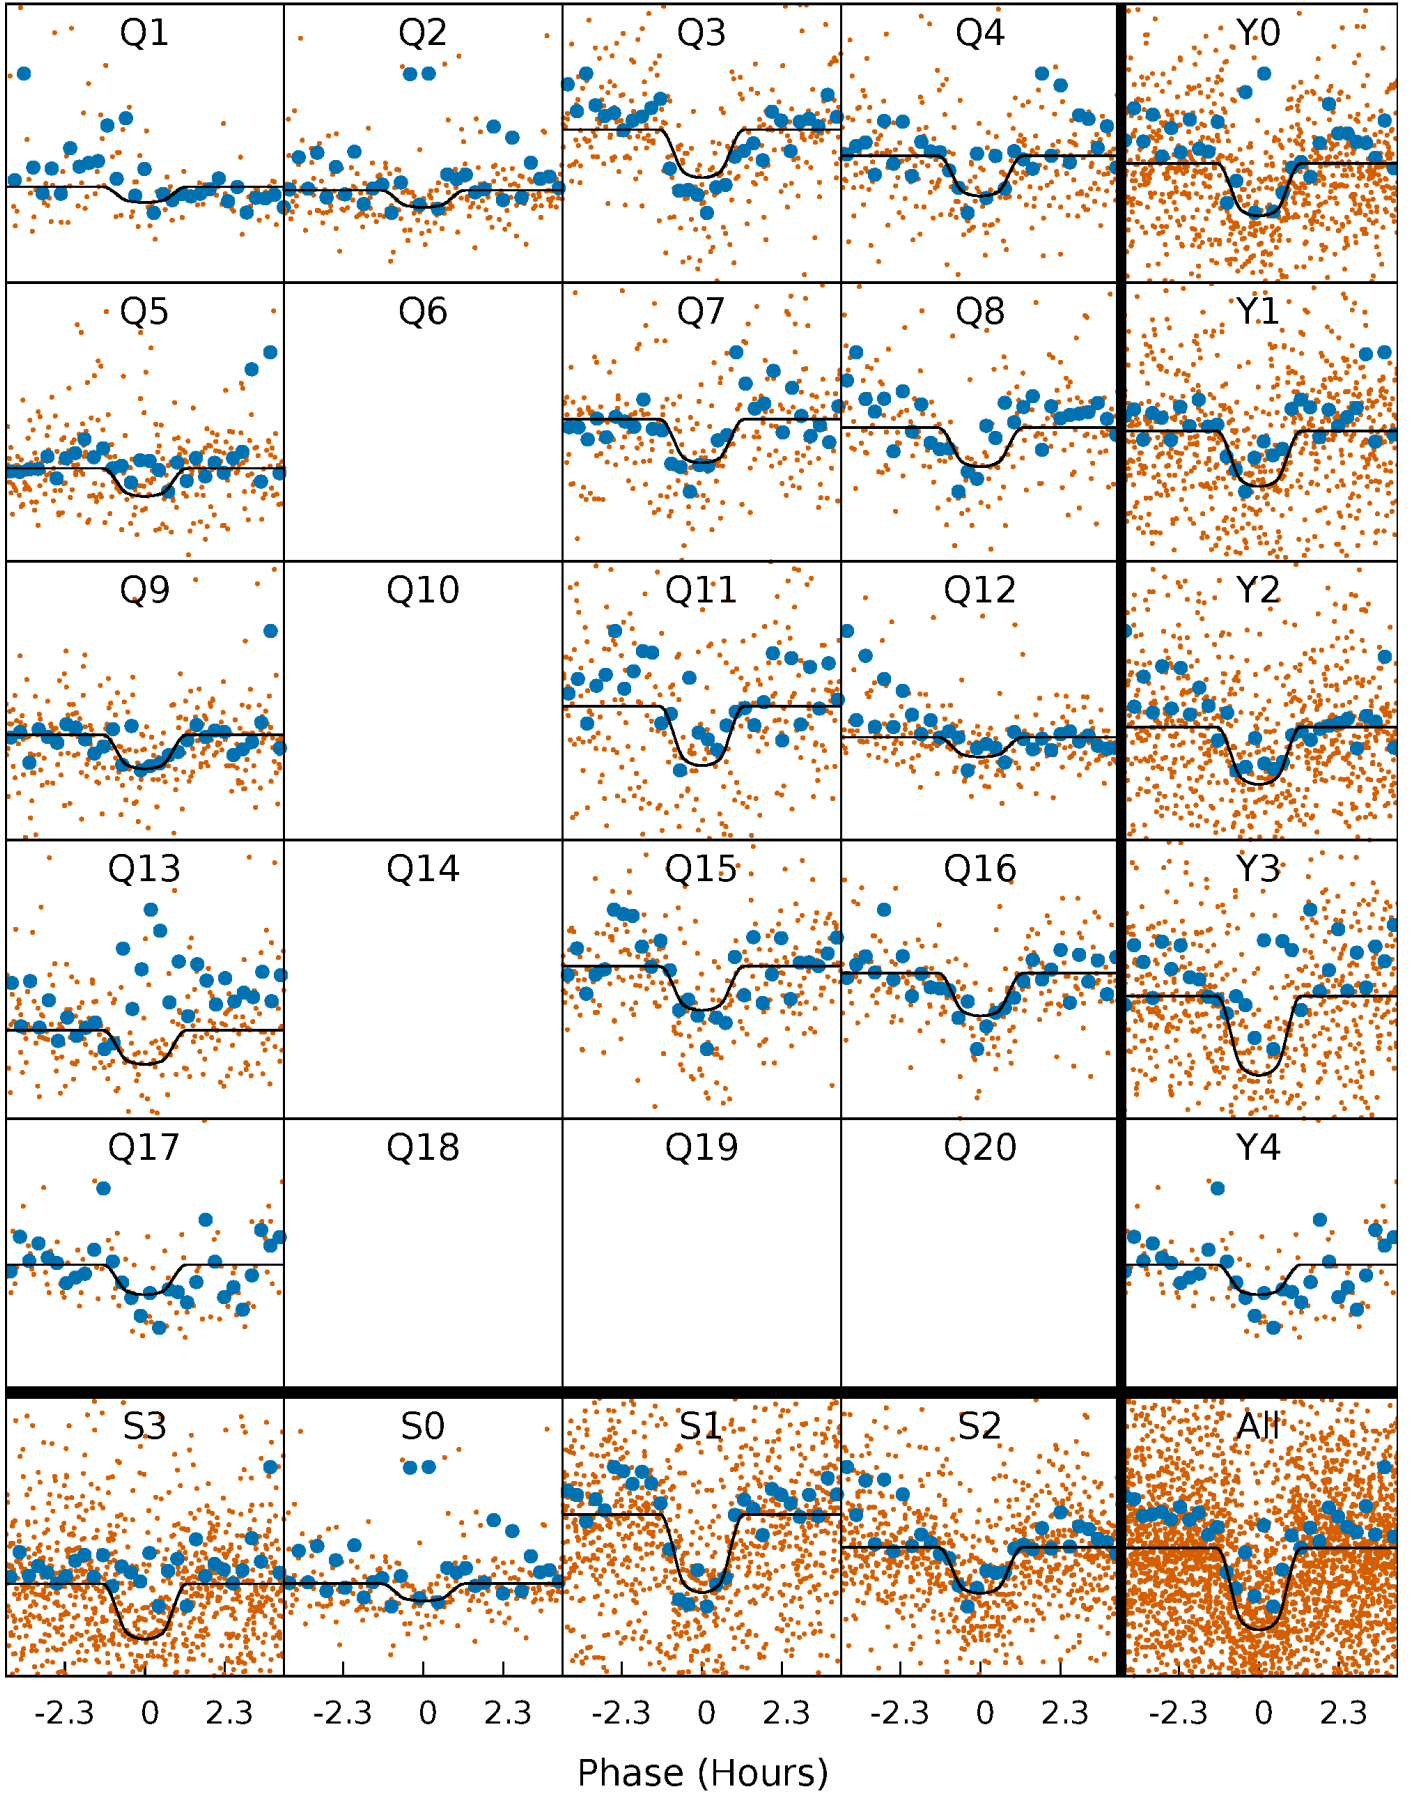 Q1 Q2 Q3 Q4 Y0
Q5 Q6 Q7 Q8 Y1
Q9 Q10 Q11 Q12 Y2
Q13 Q14 Q15 Q16 Y3
Q17 Q18 Q19 Q20 Y4
S3 S0 S1 S2 All
-2.3 0 2.3 -2.3 0 2.3 -2.3 0 2.3 -2.3 0 2.3 -2.3 0 2.3
Phase (Hours)